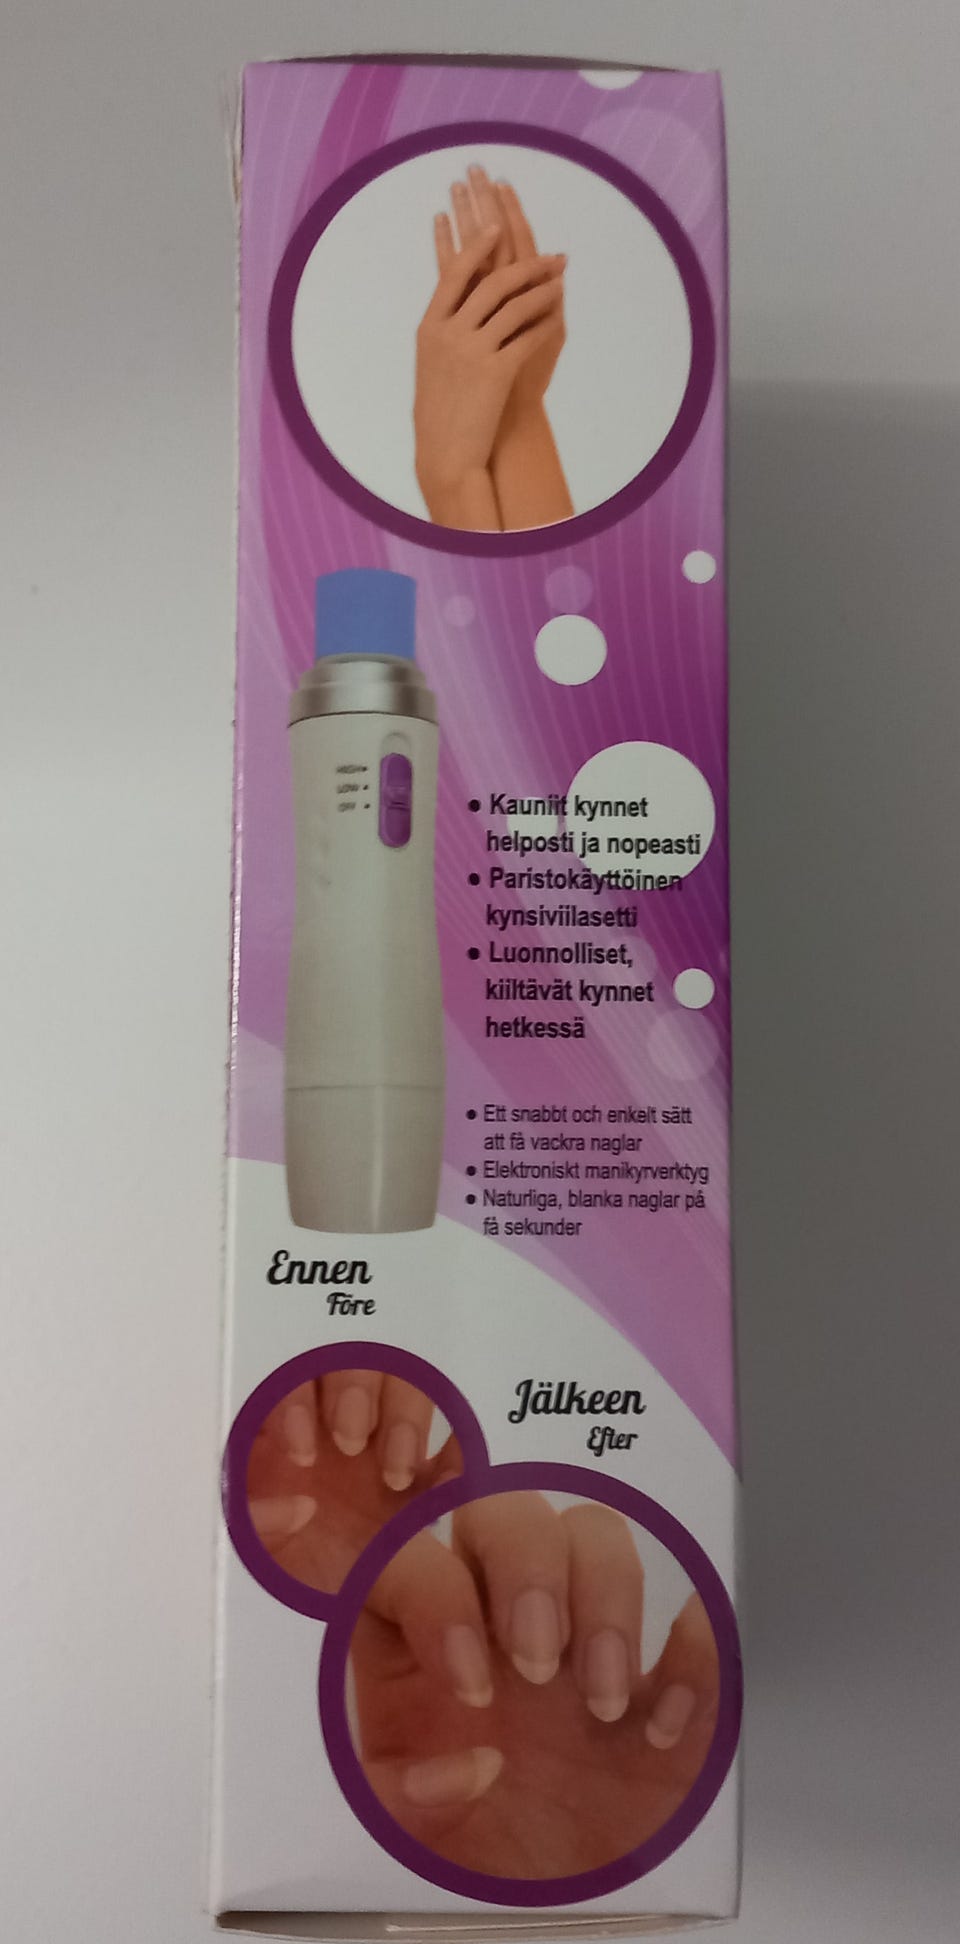 HIGH
LOW
OFF
• Kauniit kynnet
helposti ja nopeasti
• Paristokäyttöinen
kynsiviilasetti
• Luonnolliset,
kiiltävät kynnet
hetkessä
• Ett snabbt och enkelt sätt
att få vackra naglar
• Elektroniskt manikyrverktyg
• Naturliga, blanka naglar på
få sekunder
Ennen
Före
Jälkeen
Efter